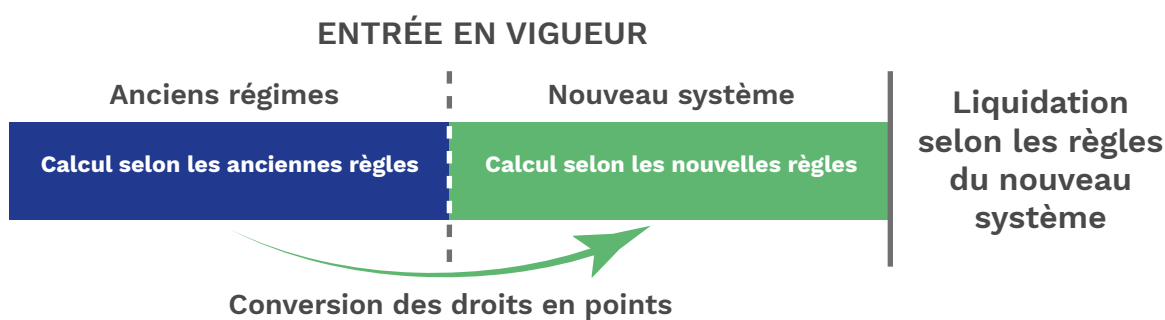 ENTRÉE EN VIGUEUR
Anciens régimes
Nouveau système
Calcul selon les anciennes règles
Calcul selon les nouvelles règles
Liquidation
selon les règles
du nouveau
système
Conversion des droits en points